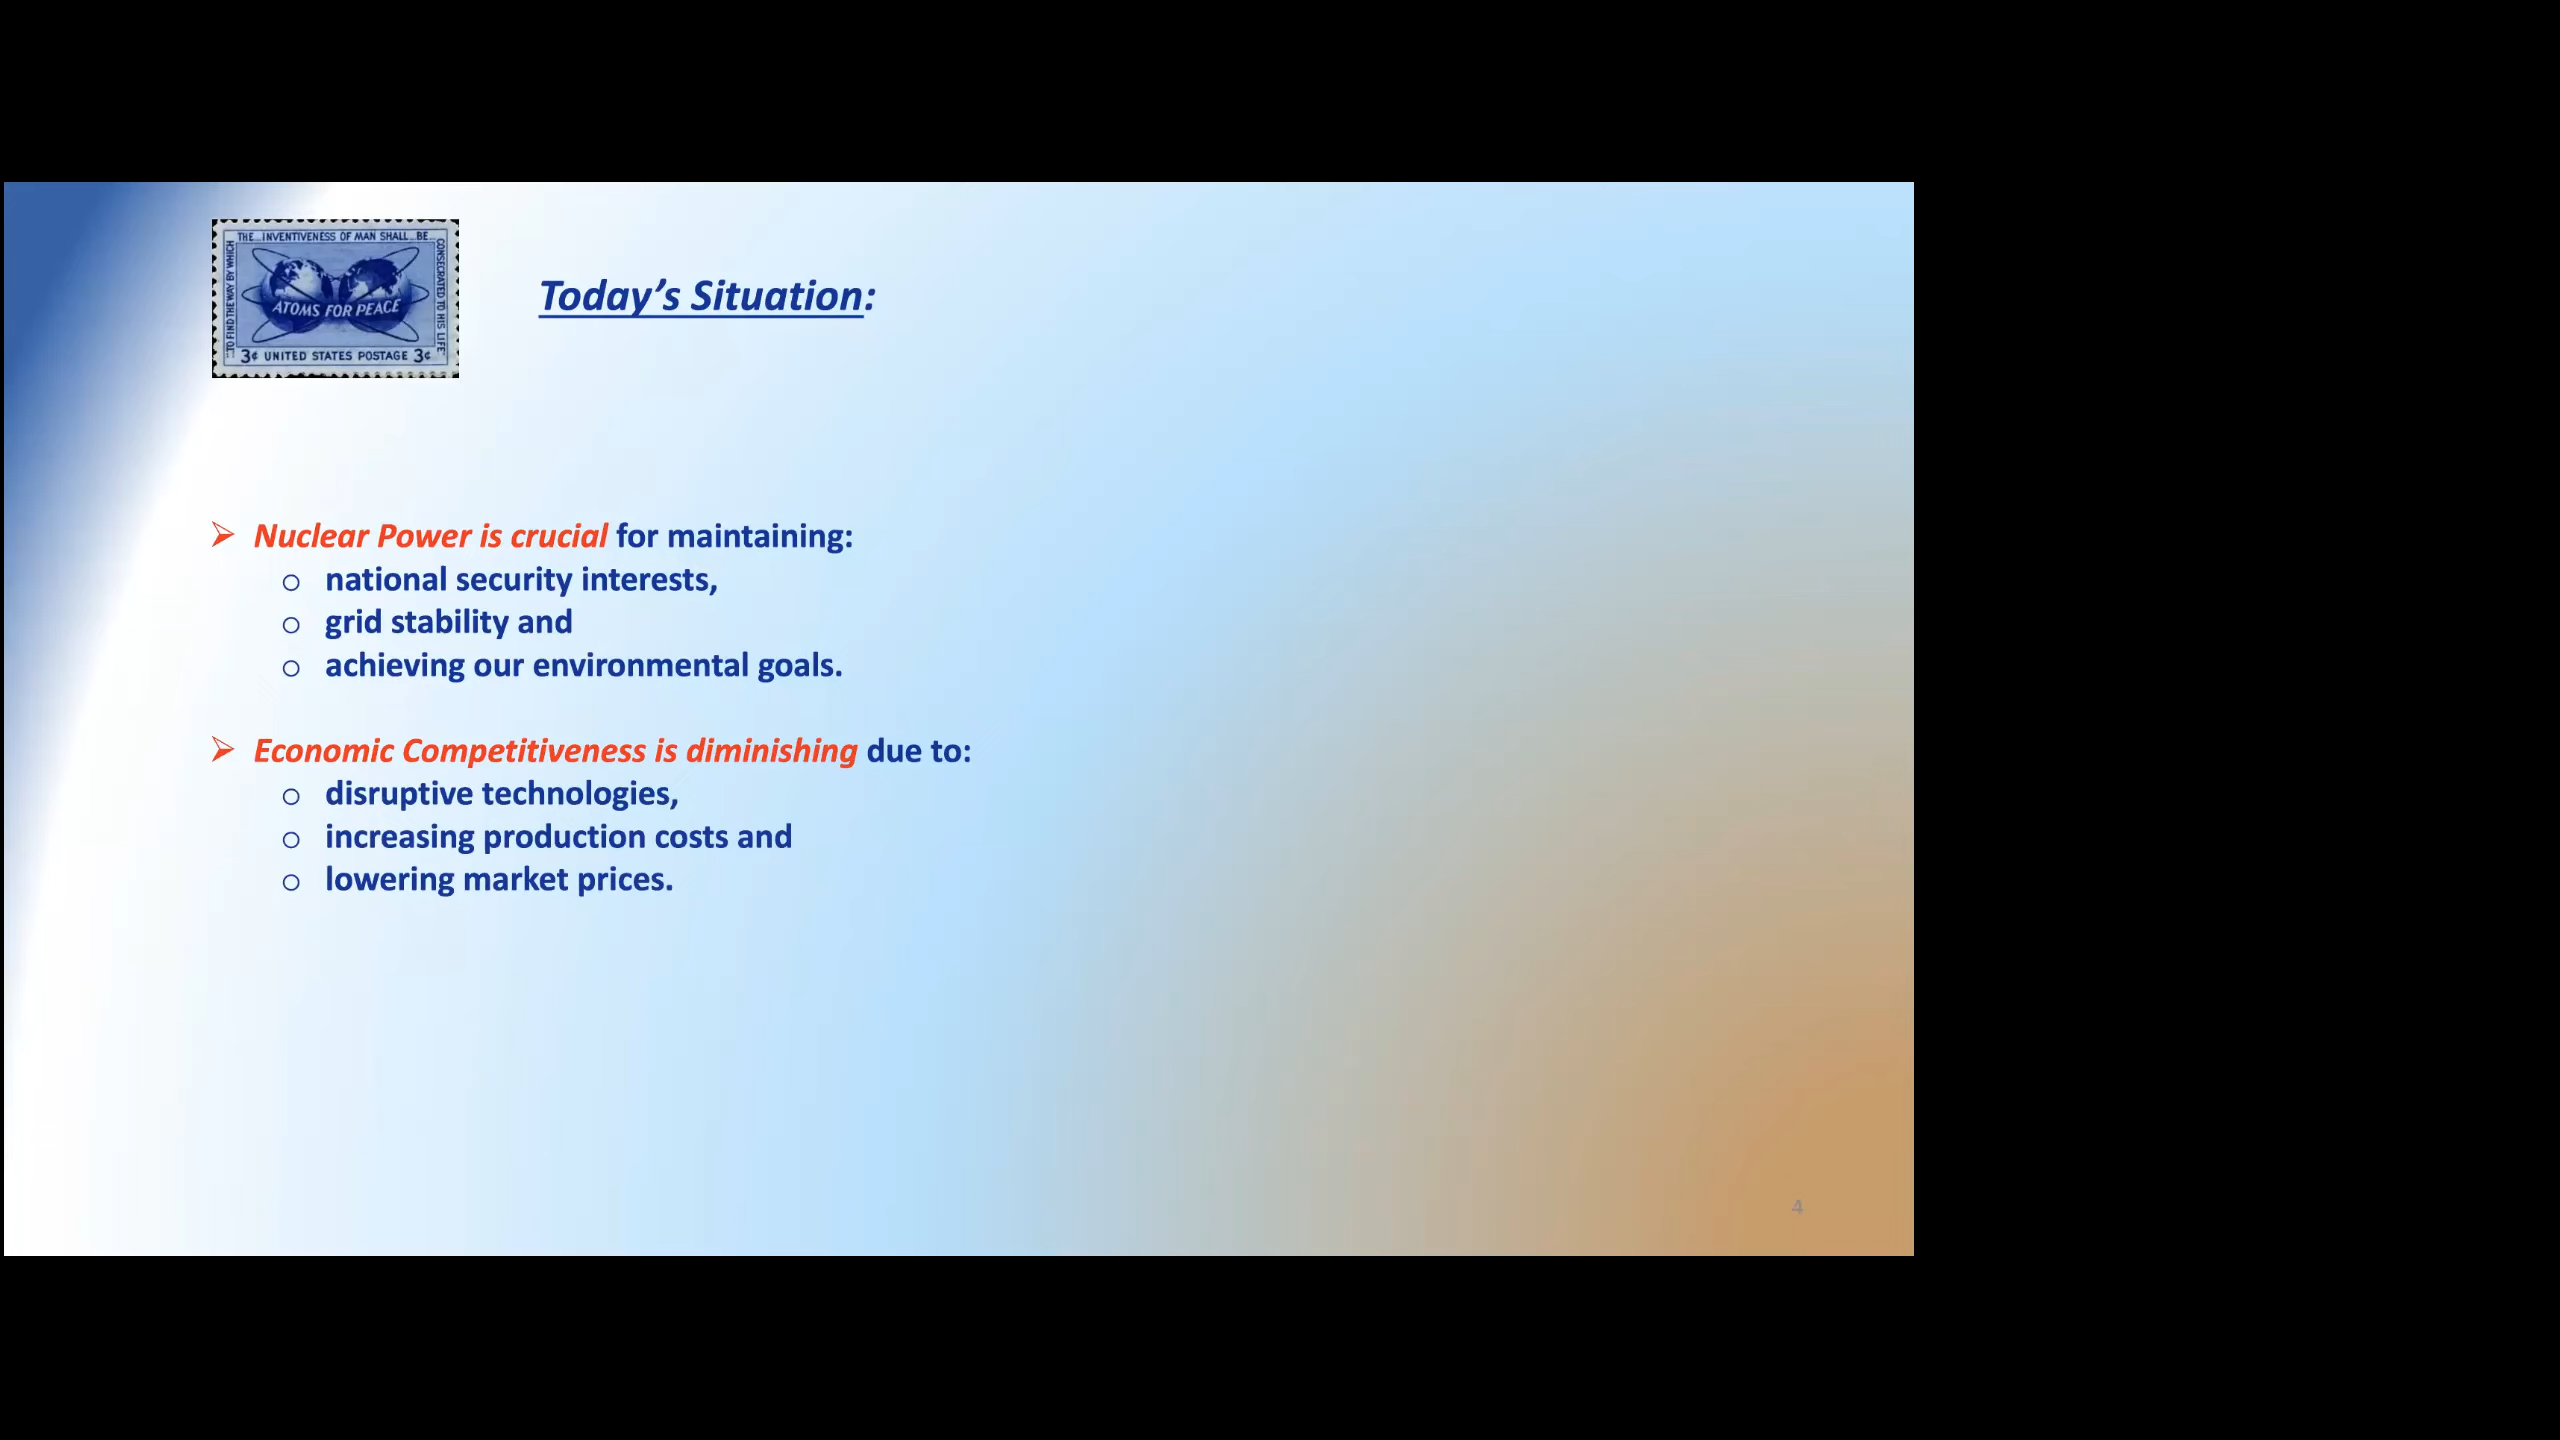 THE...INVENTIVENESS OF MAN SHALL...BE...
...TO FIND THE WAY BY WHICH
CONSECRATED TO HIS LIFE"
ATOMS FOR PEACE
3¢ UNITED STATES POSTAGE 3¢
Today’s Situation:
➢ Nuclear Power is crucial for maintaining:
o national security interests,
o grid stability and
o achieving our environmental goals.
➢ Economic Competitiveness is diminishing due to:
o disruptive technologies,
o increasing production costs and
o lowering market prices.
4